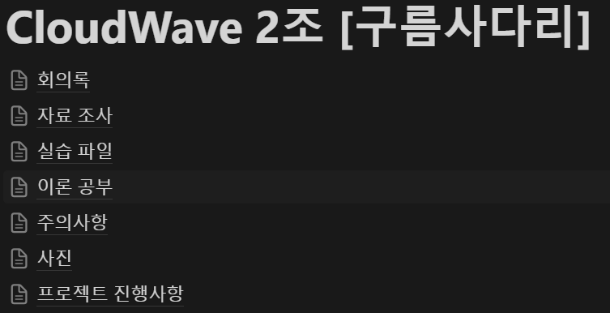 CloudWave 2조 [구름사다리]
회의록
자료 조사
실습 파일
이론 공부
주의사항
사진
프로젝트 진행사항